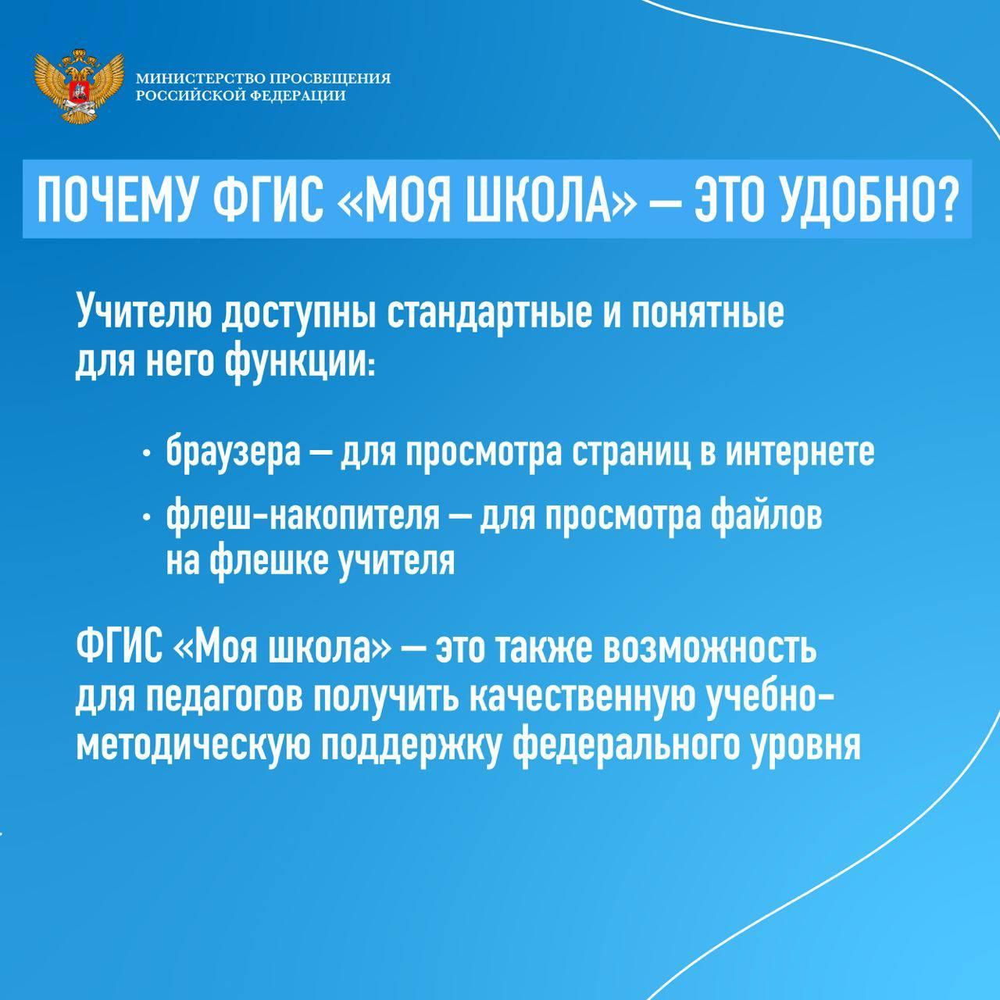 МИНИСТЕРСТВО ПРОСВЕЩЕНИЯ
РОССИЙСКОЙ ФЕДЕРАЦИИ
ПОЧЕМУ ФГИС «МОЯ ШКОЛА» – ЭТО УДОБНО?
Учителю доступны стандартные и понятные
для него функции:
• браузера – для просмотра страниц в интернете
• флеш-накопителя – для просмотра файлов
на флешке учителя
ФГИС «Моя школа» – это также возможность
для педагогов получить качественную учебно-
методическую поддержку федерального уровня